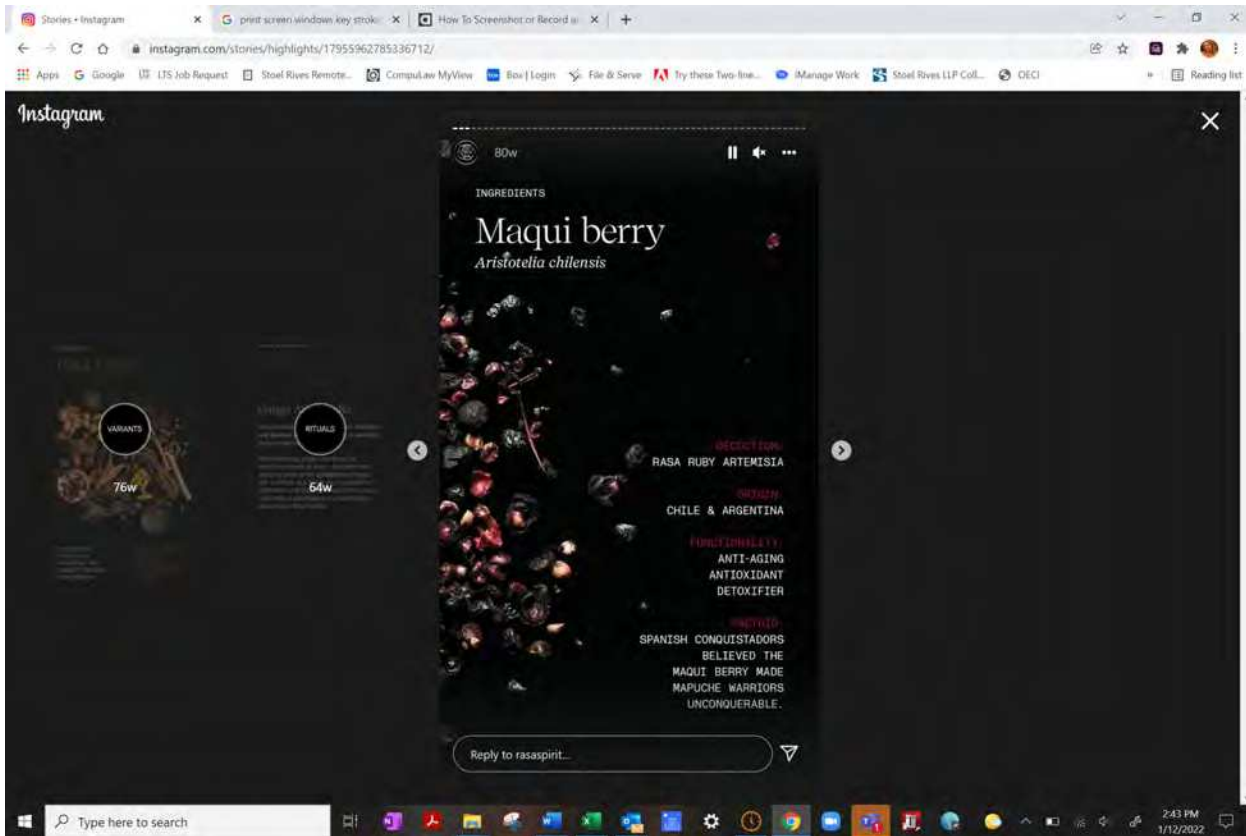 Stories • Instagram
print screen windows key strok
How To Screenshot or Record a
instagram.com/stories/highlights/17955962785336712/
Apps
Google
LTS Job Request
Stoel Rives Remote...
CompuLaw MyView
Box | Login
File & Serve
Try these Two-line...
iManage Work
Stoel Rives LLP Coll...
OECI
»
Reading list
Instagram
80w
INGREDIENTS
Maqui berry
Aristotelia chilensis
VARIANTS
76w
RITUALS
64w
DECOCTION:
RASA RUBY ARTEMISIA
ORIGIN:
CHILE & ARGENTINA
FUNCTIONALITY:
ANTI-AGING
ANTIOXIDANT
DETOXIFIER
SPANISH CONQUISTADORS
BELIEVED THE
MAQUI BERRY MADE
MAPUCHE WARRIORS
UNCONQUERABLE.
Reply to rasaspirit...
Type here to search
2:43 PM
1/12/2022